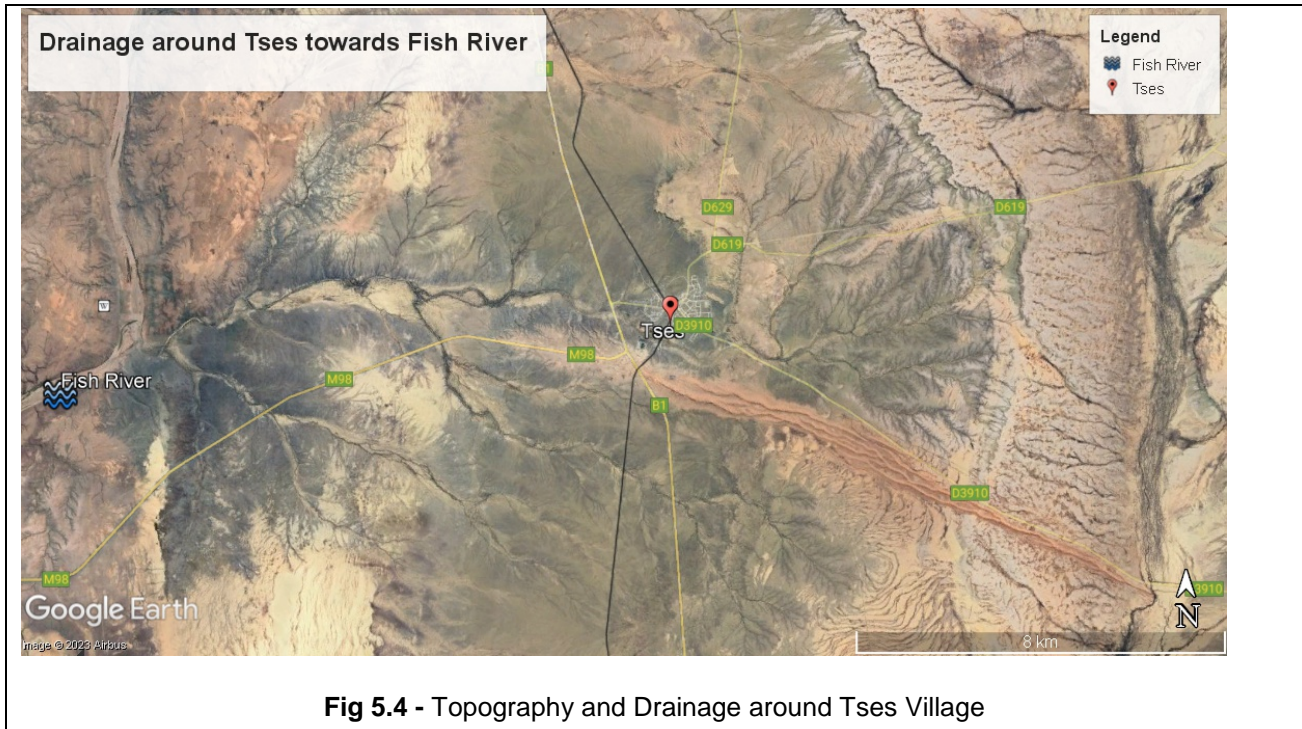 Drainage around Tses towards Fish River
Legend
Fish River
Tses
D629
D619
D619
Tses
D3910
M98
Fish River
M98
B1
D3910
M98
Google Earth
Image © 2023 Airbus
N
8 km
Fig 5.4 - Topography and Drainage around Tses Village